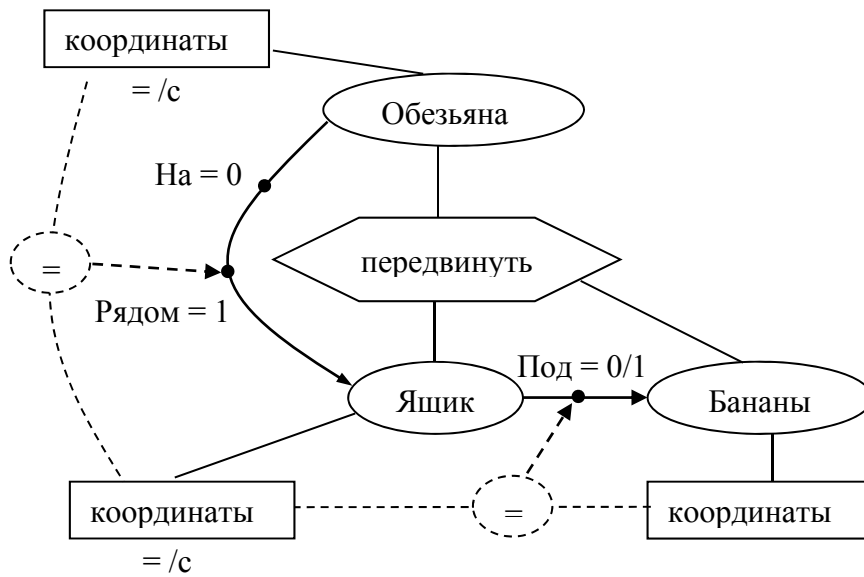 координаты
= /с
Обезьяна
На = 0
=
передвинуть
Рядом = 1
Под = 0/1
Ящик
Бананы
координаты
=
координаты
= /с